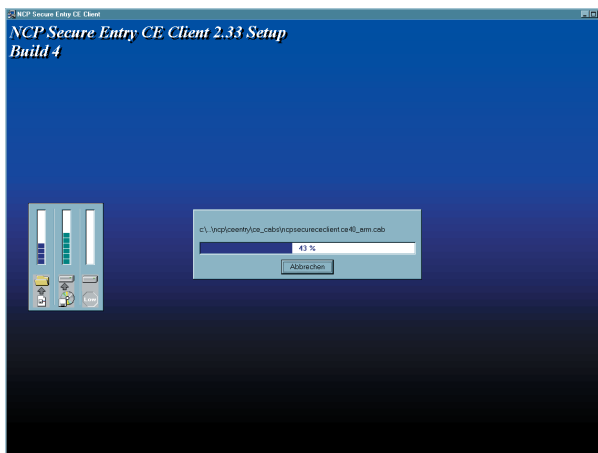 NCP Secure Entry CE Client
NCP Secure Entry CE Client 2.33 Setup
Build 4
c:\..\ncp\ceentry\ce_cabs\ncpsecurececlient.ce40_arm.cab
43 %
Abbrechen